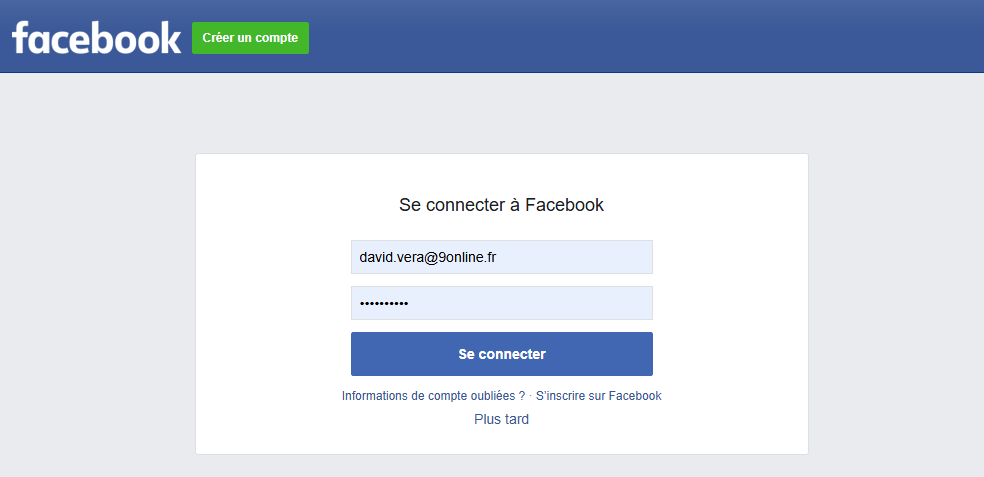 facebook Créer un compte
Se connecter à Facebook
david.vera@9online.fr
••••••••••
Se connecter
Informations de compte oubliées ? · S'inscrire sur Facebook
Plus tard